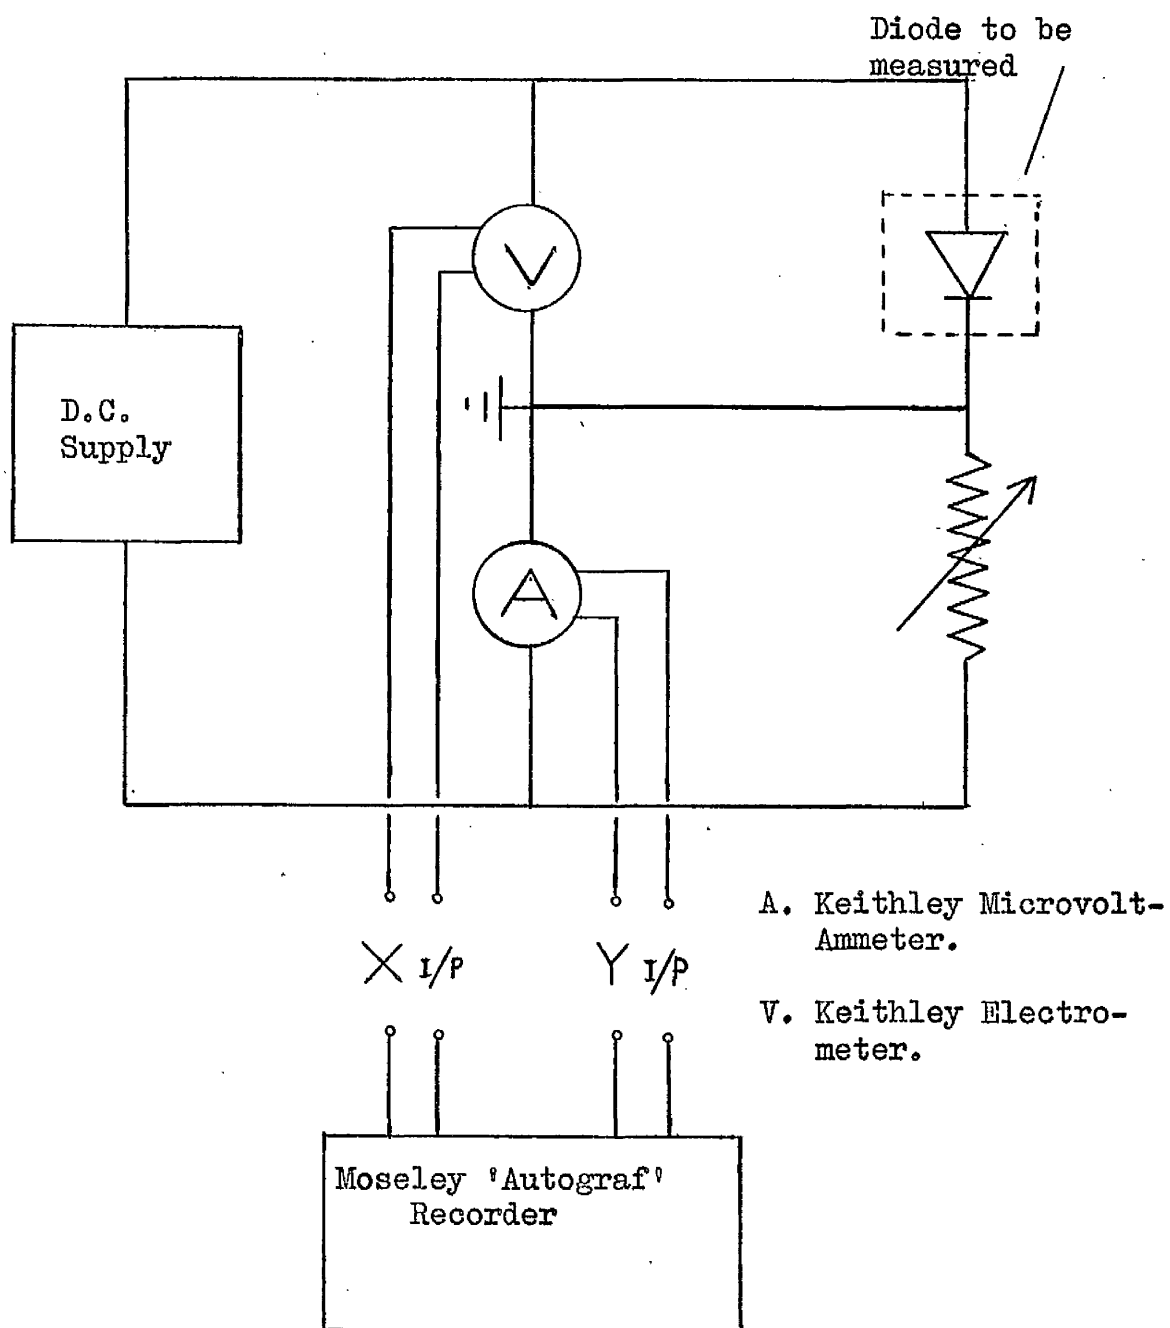 Diode to be
measured
V
D.C.
Supply
A
A. Keithley Microvolt-
Ammeter.
X I/P
Y I/P
V. Keithley Electro-
meter.
Moseley 'Autograf'
Recorder